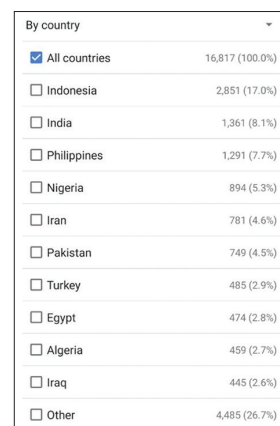 By country
All countries 16,817 (100.0%)
Indonesia 2,851 (17.0%)
India 1,361 (8.1%)
Philippines 1,291 (7.7%)
Nigeria 894 (5.3%)
Iran 781 (4.6%)
Pakistan 749 (4.5%)
Turkey 485 (2.9%)
Egypt 474 (2.8%)
Algeria 459 (2.7%)
Iraq 445 (2.6%)
Other 4,485 (26.7%)